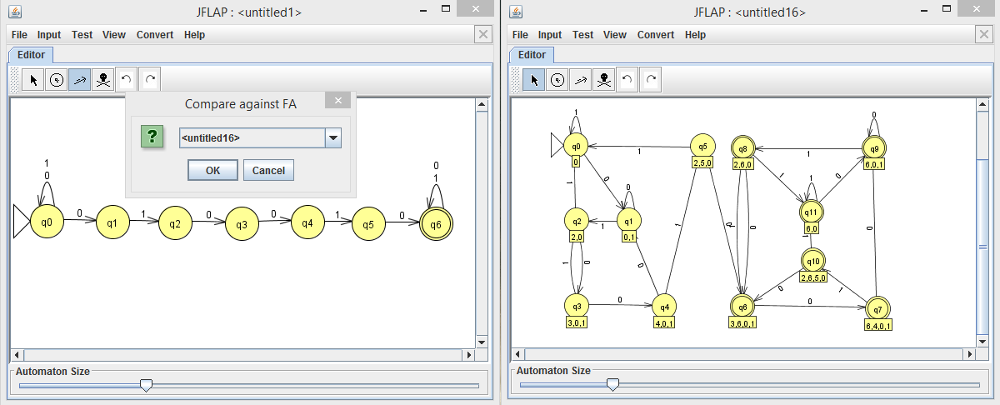 JFLAP : <untitled1>
File Input Test View Convert Help
Editor
Compare against FA
?
<untitled16>
OK Cancel
1
0
0
1
q0 0 q1 1 q2 0 q3 0 q4 1 q5 0 q6
Automaton Size
JFLAP : <untitled16>
File Input Test View Convert Help
Editor
1
0
q0
0
1
q5
2,5,0
q8
2,6,0
1
q9
6,0,1
1
0
0
1
1
0
q2
2,0
1
q1
0,1
1
0
q11
6,0
0
1
0
1
q10
2,6,5,0
1
0
0
0
1
q3
3,0,1
0
q4
4,0,1
q6
3,6,0,1
0
q7
6,4,0,1
Automaton Size